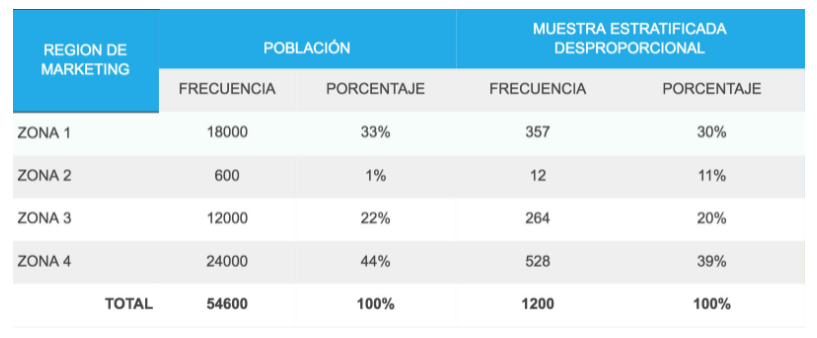 REGION DE MARKETING POBLACIÓN MUESTRA ESTRATIFICADA DESPROPORCIONAL
FRECUENCIA PORCENTAJE FRECUENCIA PORCENTAJE
ZONA 1 18000 33% 357 30%
ZONA 2 600 1% 12 11%
ZONA 3 12000 22% 264 20%
ZONA 4 24000 44% 528 39%
TOTAL 54600 100% 1200 100%